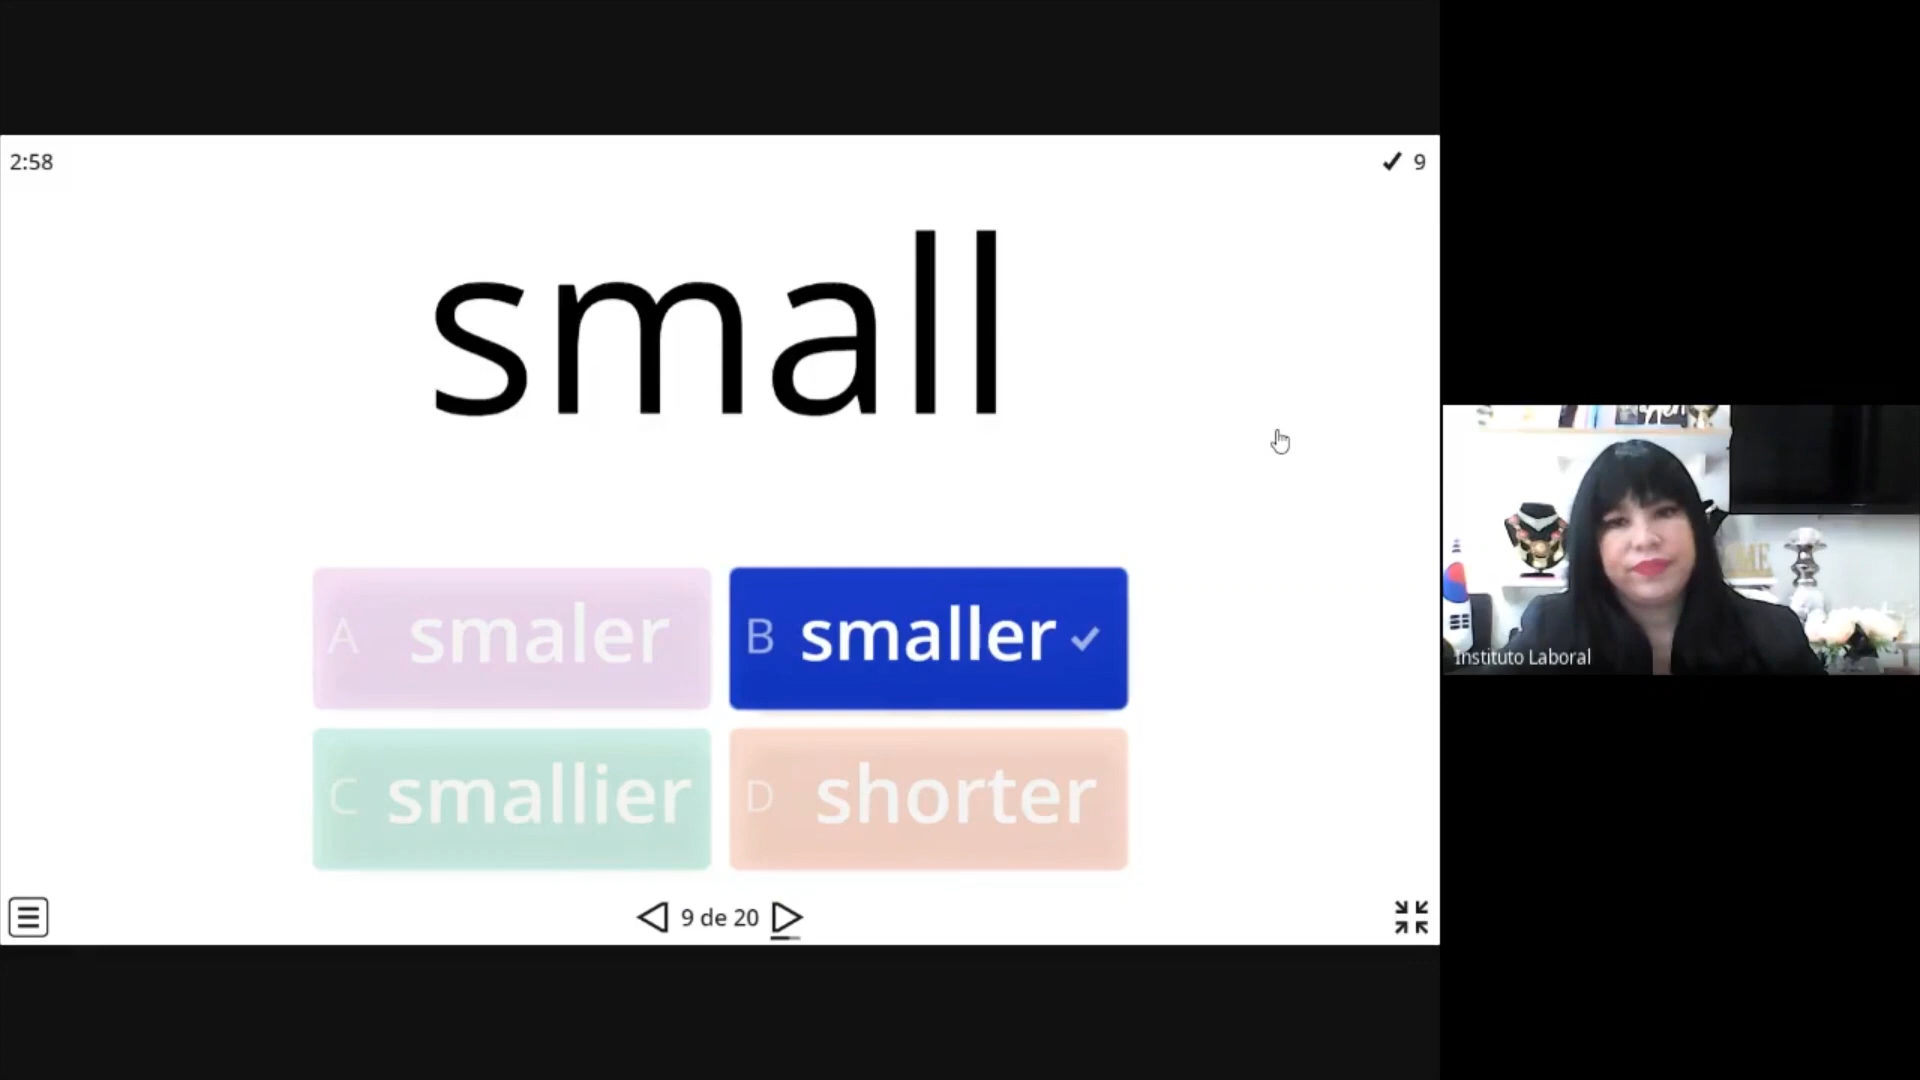 2:58
✓ 9
small
A smaler
B smaller ✓
C smallier
D shorter
9 de 20
Instituto Laboral